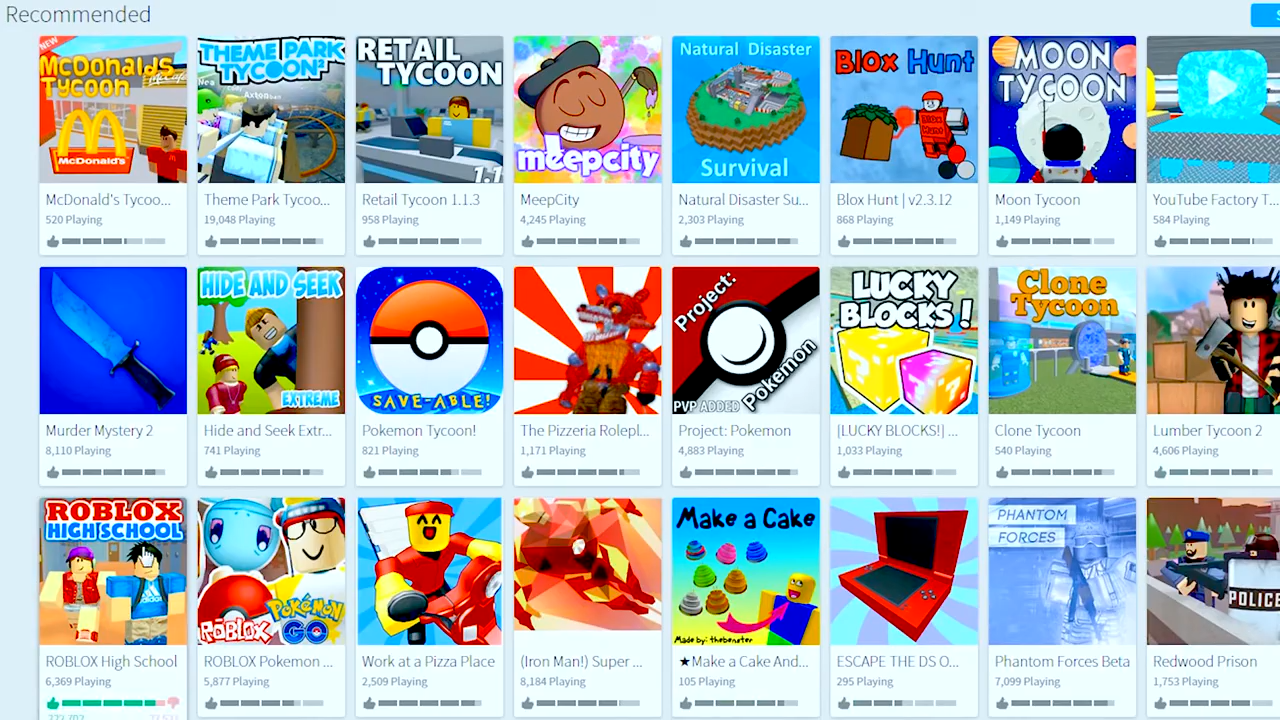 Recommended
NEW
McDonalds
Tycoon
McCafe
McDonald's
THEME PARK
TYCOON 2
RETAIL
TYCOON
1.1
meepcity
Natural Disaster
Survival
Blox Hunt
Blox
Hunt
MOON
TYCOON
McDonald's Tycoo...
Theme Park Tycoo...
Retail Tycoon 1.1.3
MeepCity
Natural Disaster Su...
Blox Hunt | v2.3.12
Moon Tycoon
YouTube Factory T...
520 Playing
19,048 Playing
958 Playing
4,245 Playing
2,303 Playing
868 Playing
1,149 Playing
584 Playing
HIDE AND SEEK
EXTREME
SAVE-ABLE!
Project:
Pokemon
PVP ADDED
LUCKY
BLOCKS!
Clone
Tycoon
Murder Mystery 2
Hide and Seek Extr...
Pokemon Tycoon!
The Pizzeria Rolepl...
Project: Pokemon
[LUCKY BLOCKS!] ...
Clone Tycoon
Lumber Tycoon 2
8,110 Playing
741 Playing
821 Playing
1,171 Playing
4,883 Playing
1,033 Playing
540 Playing
4,606 Playing
ROBLOX
HIGH SCHOOL
adidas
ROBLOX
POKéMON
GO
Make a Cake
Made by: thebenster
PHANTOM
FORCES
POLICE
ROBLOX High School
ROBLOX Pokemon ...
Work at a Pizza Place
(Iron Man!) Super ...
★Make a Cake And...
ESCAPE THE DS O...
Phantom Forces Beta
Redwood Prison
6,369 Playing
5,877 Playing
2,509 Playing
8,184 Playing
105 Playing
295 Playing
7,099 Playing
1,753 Playing